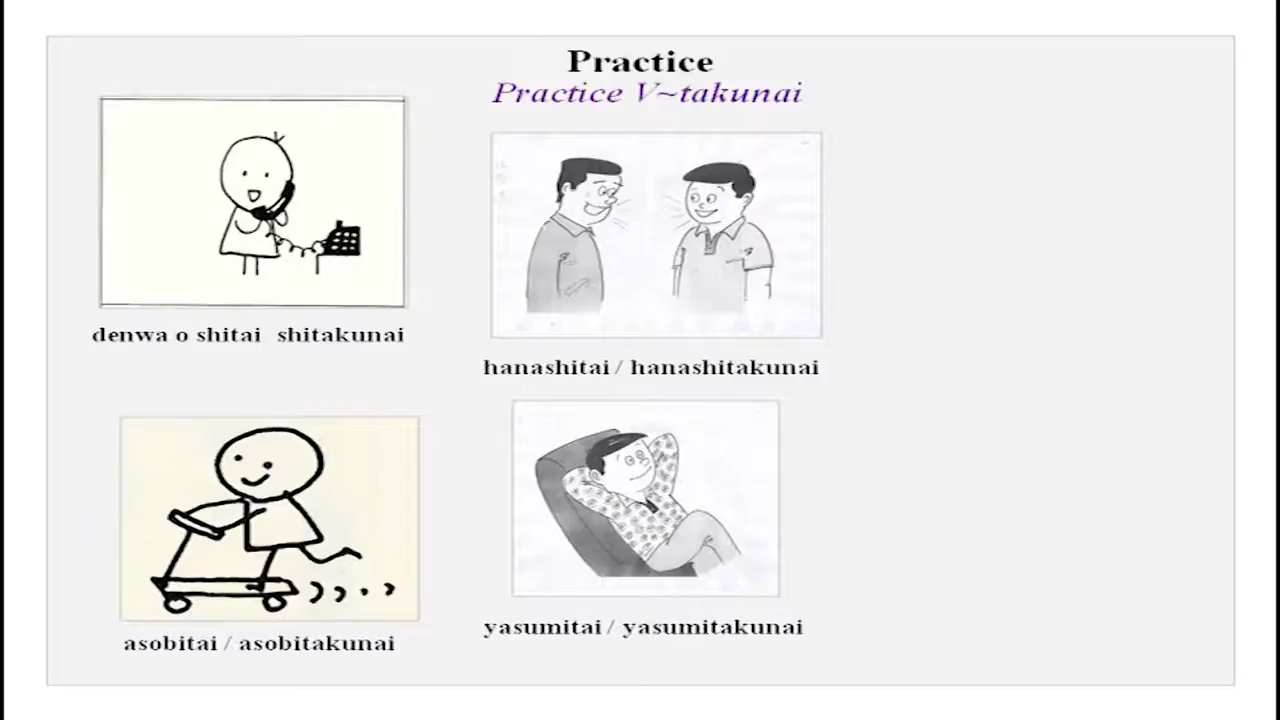 Practice
Practice V~takunai
denwa o shitai  shitakunai
hanashitai / hanashitakunai
asobitai / asobitakunai
yasumitai / yasumitakunai